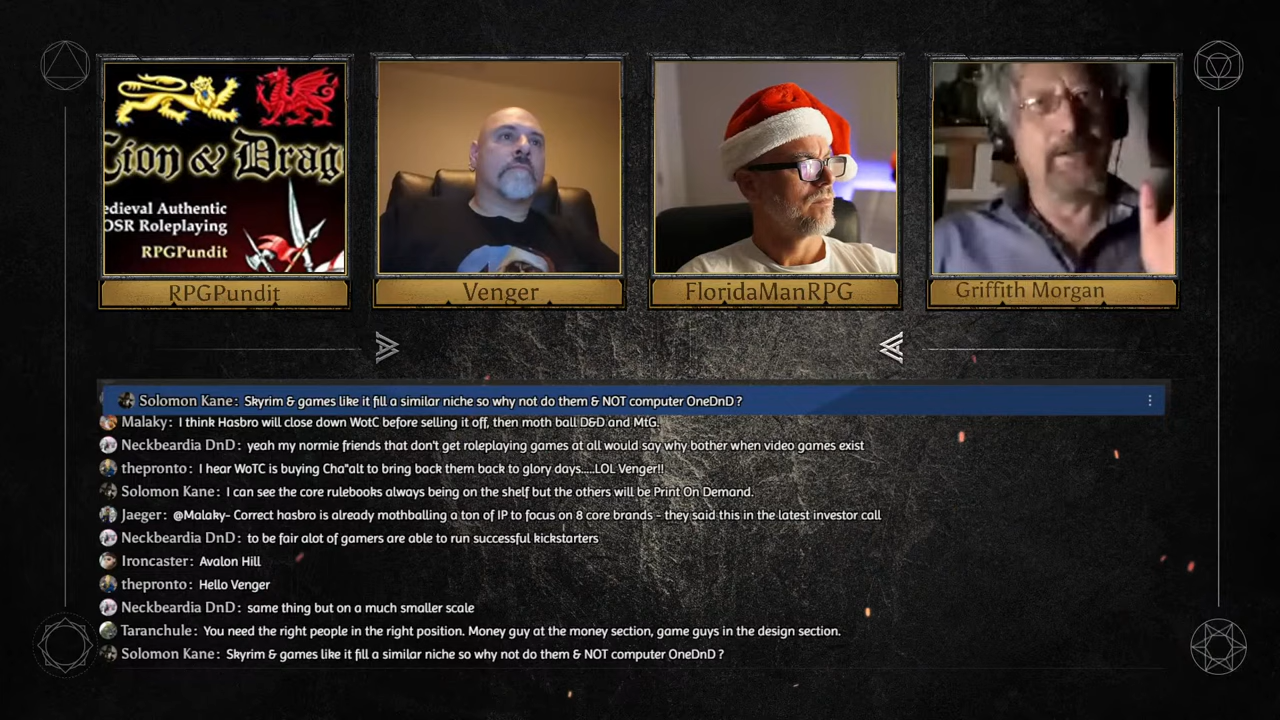 Lion & Drag
edieval Authentic
OSR Roleplaying
RPGPundit
RPGPundit
Venger
FloridaManRPG
Griffith Morgan
Solomon Kane: Skyrim & games like it fill a similar niche so why not do them & NOT computer OneDnD ?
Malaky: I think Hasbro will close down WotC before selling it off, then moth ball D&D and MtG.
Neckbeardia DnD: yeah my normie friends that don't get roleplaying games at all would say why bother when video games exist
thepronto: I hear WoTC is buying Cha"alt to bring back them back to glory days.....LOL Venger!!
Solomon Kane: I can see the core rulebooks always being on the shelf but the others will be Print On Demand.
Jaeger: @Malaky- Correct hasbro is already mothballing a ton of IP to focus on 8 core brands - they said this in the latest investor call
Neckbeardia DnD: to be fair alot of gamers are able to run successful kickstarters
Ironcaster: Avalon Hill
thepronto: Hello Venger
Neckbeardia DnD: same thing but on a much smaller scale
Taranchule: You need the right people in the right position. Money guy at the money section, game guys in the design section.
Solomon Kane: Skyrim & games like it fill a similar niche so why not do them & NOT computer OneDnD ?